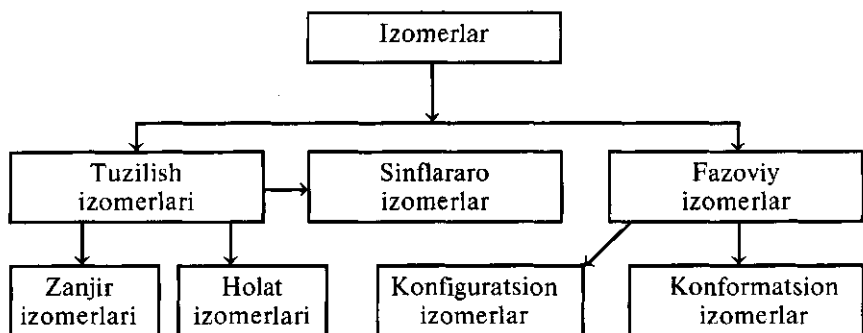 Izomerlar
Tuzilish
izomerlari
Sinflararo
izomerlar
Fazoviy
izomerlar
Zanjir
izomerlari
Holat
izomerlari
Konfiguratsion
izomerlar
Konformatsion
izomerlar